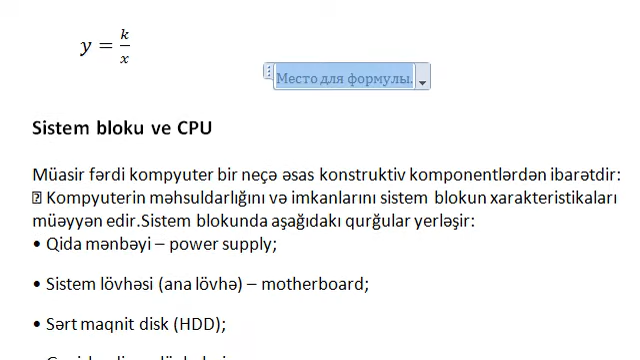 y = k/x
Место для формулы.
Sistem bloku ve CPU
Müasir fərdi kompyuter bir neçə əsas konstruktiv komponentlərdən ibarətdir:
Kompyuterin məhsuldarlığını və imkanlarını sistem blokun xarakteristikaları
müəyyən edir.Sistem blokunda aşağıdakı qurğular yerləşir:
• Qida mənbəyi – power supply;
• Sistem lövhəsi (ana lövhə) – motherboard;
• Sərt maqnit disk (HDD);